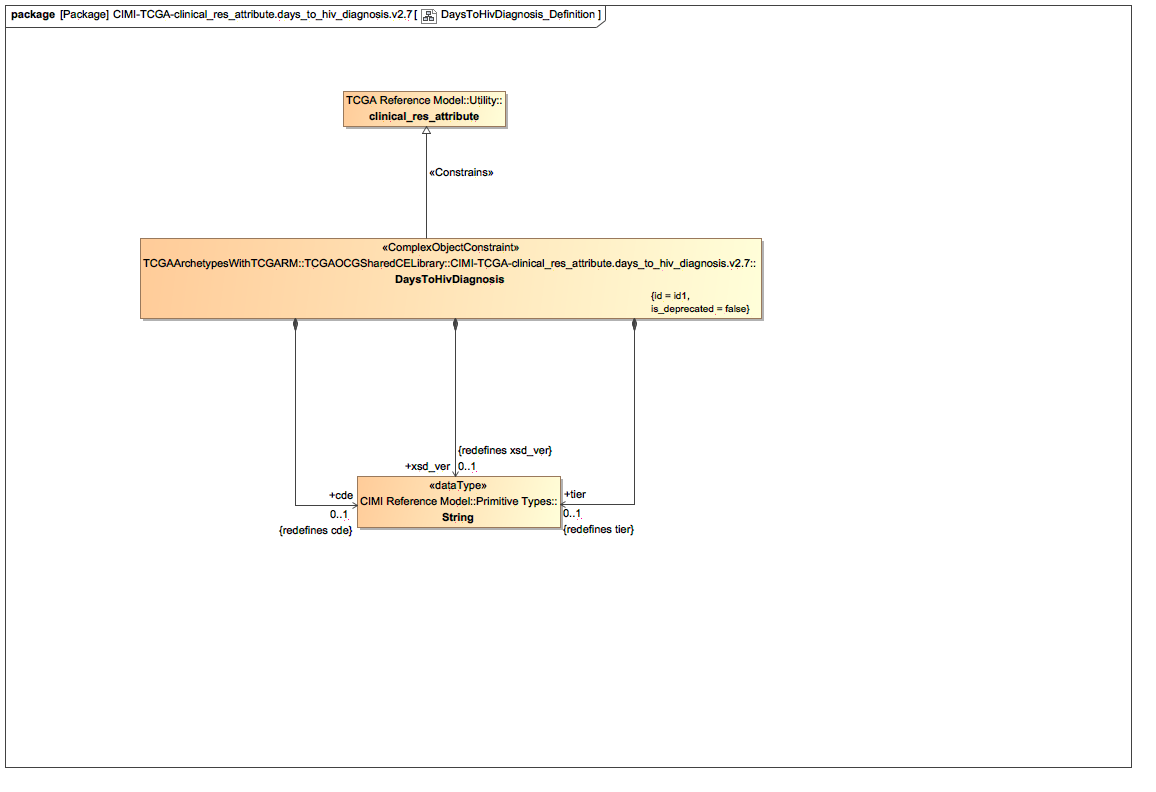 package [Package] CIMI-TCGA-clinical_res_attribute.days_to_hiv_diagnosis.v2.7 [ DaysToHivDiagnosis_Definition ]
TCGA Reference Model::Utility::
clinical_res_attribute
«Constrains»
«ComplexObjectConstraint»
TCGAArchetypesWithTCGARM::TCGAOCGSharedCELibrary::CIMI-TCGA-clinical_res_attribute.days_to_hiv_diagnosis.v2.7::
DaysToHivDiagnosis
{id = id1,
is_deprecated = false}
{redefines xsd_ver}
+xsd_ver 0..1
«dataType»
CIMI Reference Model::Primitive Types::
String
+cde
0..1
{redefines cde}
+tier
0..1
{redefines tier}